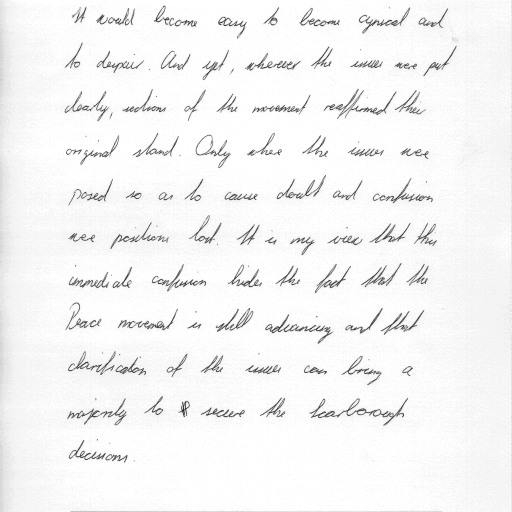 It would become easy to become cynical and
to despair. And yet, wherever the issues were put
clearly, sections of the movement reaffirmed their
original stand. Only where the issues were
posed so as to cause doubt and confusion
were positions lost. It is my view that this
immediate confusion hides the fact that the
Peace movement is still advancing and that
clarification of the issues can bring a
majority to secure the Scarborough
decisions.